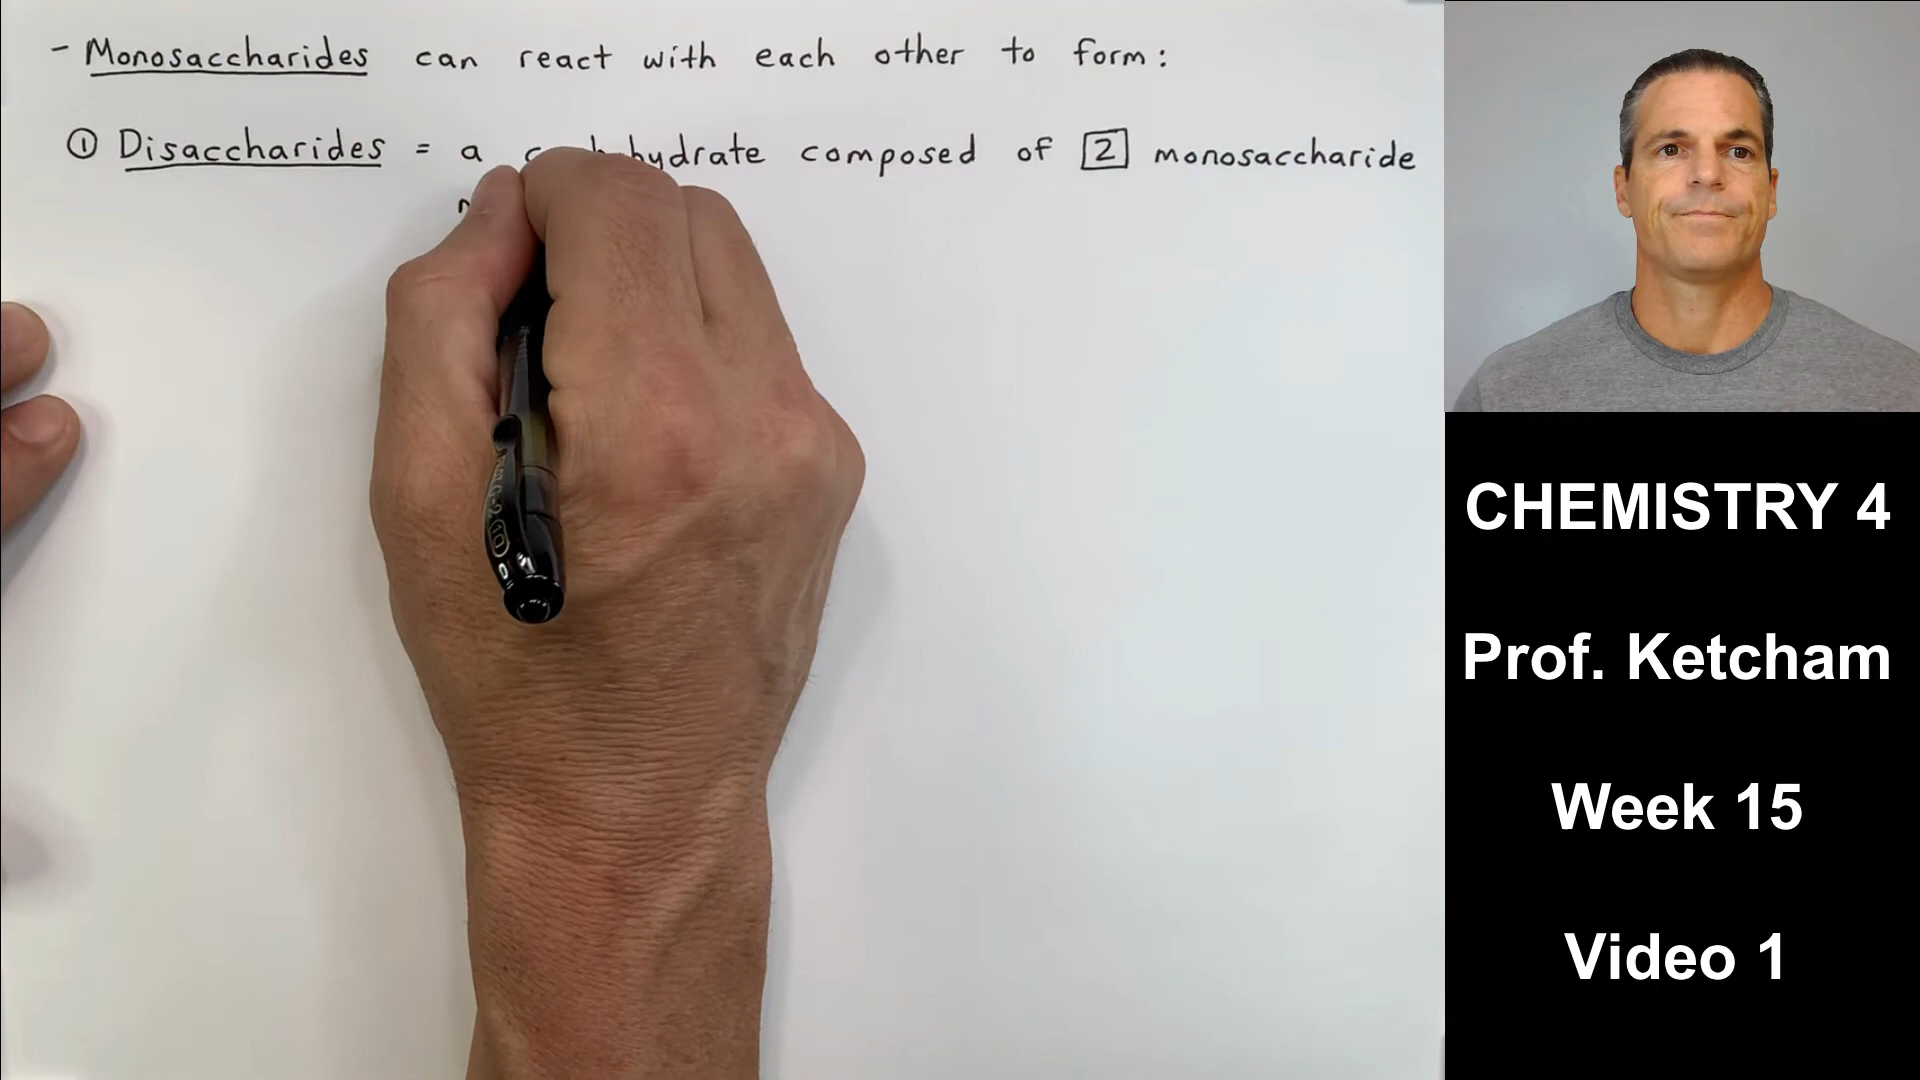 - Monosaccharides can react with each other to form:
① Disaccharides = a composed of 2 monosaccharide
CHEMISTRY 4
Prof. Ketcham
Week 15
Video 1